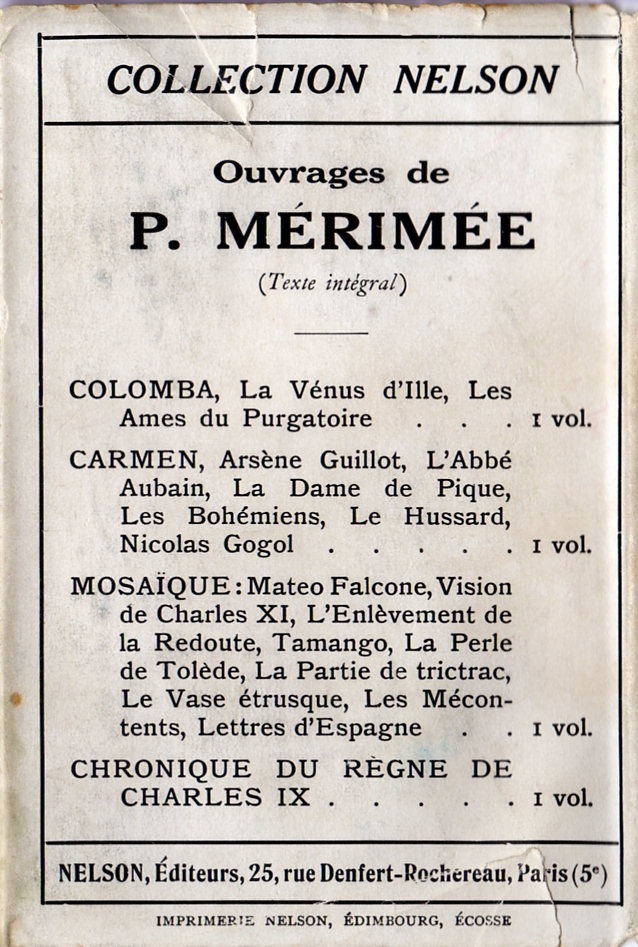 COLLECTION NELSON
Ouvrages de
P. MÉRIMÉE
(Texte intégral)
COLOMBA, La Vénus d'Ille, Les
Ames du Purgatoire . . . 1 vol.
CARMEN, Arsène Guillot, L'Abbé
Aubain, La Dame de Pique,
Les Bohémiens, Le Hussard,
Nicolas Gogol . . . . . 1 vol.
MOSAÏQUE: Mateo Falcone, Vision
de Charles XI, L'Enlèvement de
la Redoute, Tamango, La Perle
de Tolède, La Partie de trictrac,
Le Vase étrusque, Les Mécon-
tents, Lettres d'Espagne . . 1 vol.
CHRONIQUE DU RÈGNE DE
CHARLES IX . . . . . 1 vol.
NELSON, Éditeurs, 25, rue Denfert-Rochereau, Paris (5e)
IMPRIMERIE NELSON, ÉDIMBOURG, ÉCOSSE